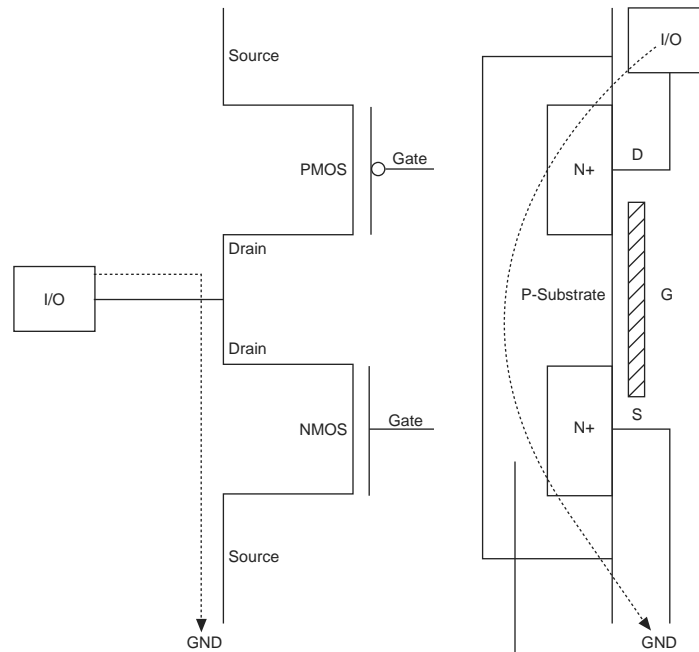 Source
PMOS
Gate
Drain
I/O
Drain
NMOS
Gate
Source
GND
I/O
N+
D
P-Substrate
G
S
N+
GND